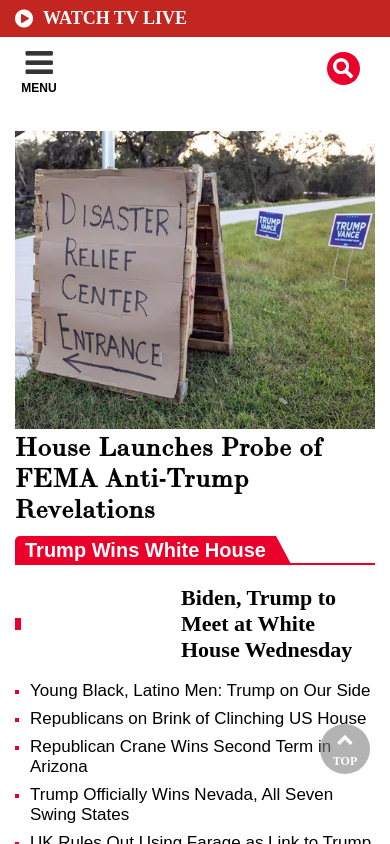 WATCH TV LIVE
MENU
DISASTER
RELIEF
CENTER
ENTRANCE
TRUMP
VANCE
TRUMP
VANCE
House Launches Probe of
FEMA Anti-Trump
Revelations
Trump Wins White House
Biden, Trump to
Meet at White
House Wednesday
Young Black, Latino Men: Trump on Our Side
Republicans on Brink of Clinching US House
Republican Crane Wins Second Term in
Arizona
TOP
Trump Officially Wins Nevada, All Seven
Swing States
UK Rules Out Using Farage as Link to Trump